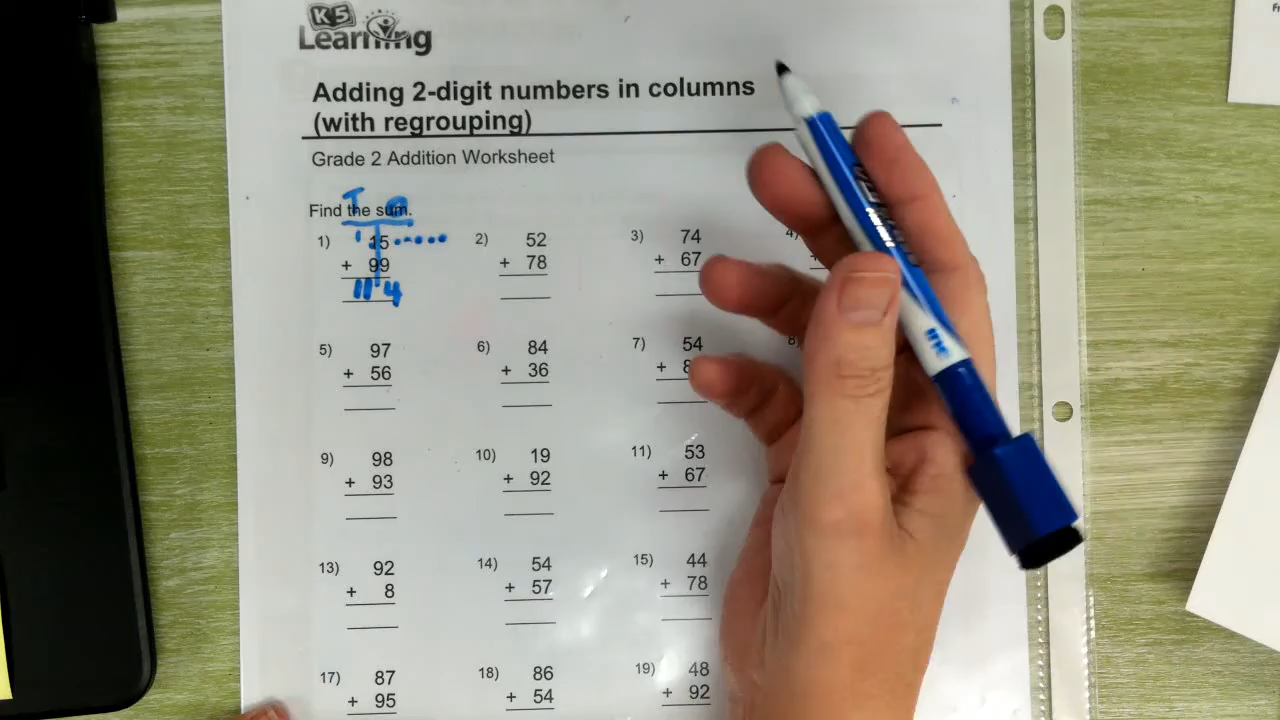 K5
Learning
Adding 2-digit numbers in columns
(with regrouping)
Grade 2 Addition Worksheet
T o
Find the sum.
1) 1 15 2) 52 3) 74 4)
+ 99 + 78 + 67 +
114
5) 97 6) 84 7) 54 8)
+ 56 + 36 + 8
9) 98 10) 19 11) 53
+ 93 + 92 + 67
13) 92 14) 54 15) 44
+ 8 + 57 + 78
17) 87 18) 86 19) 48
+ 95 + 54 + 92